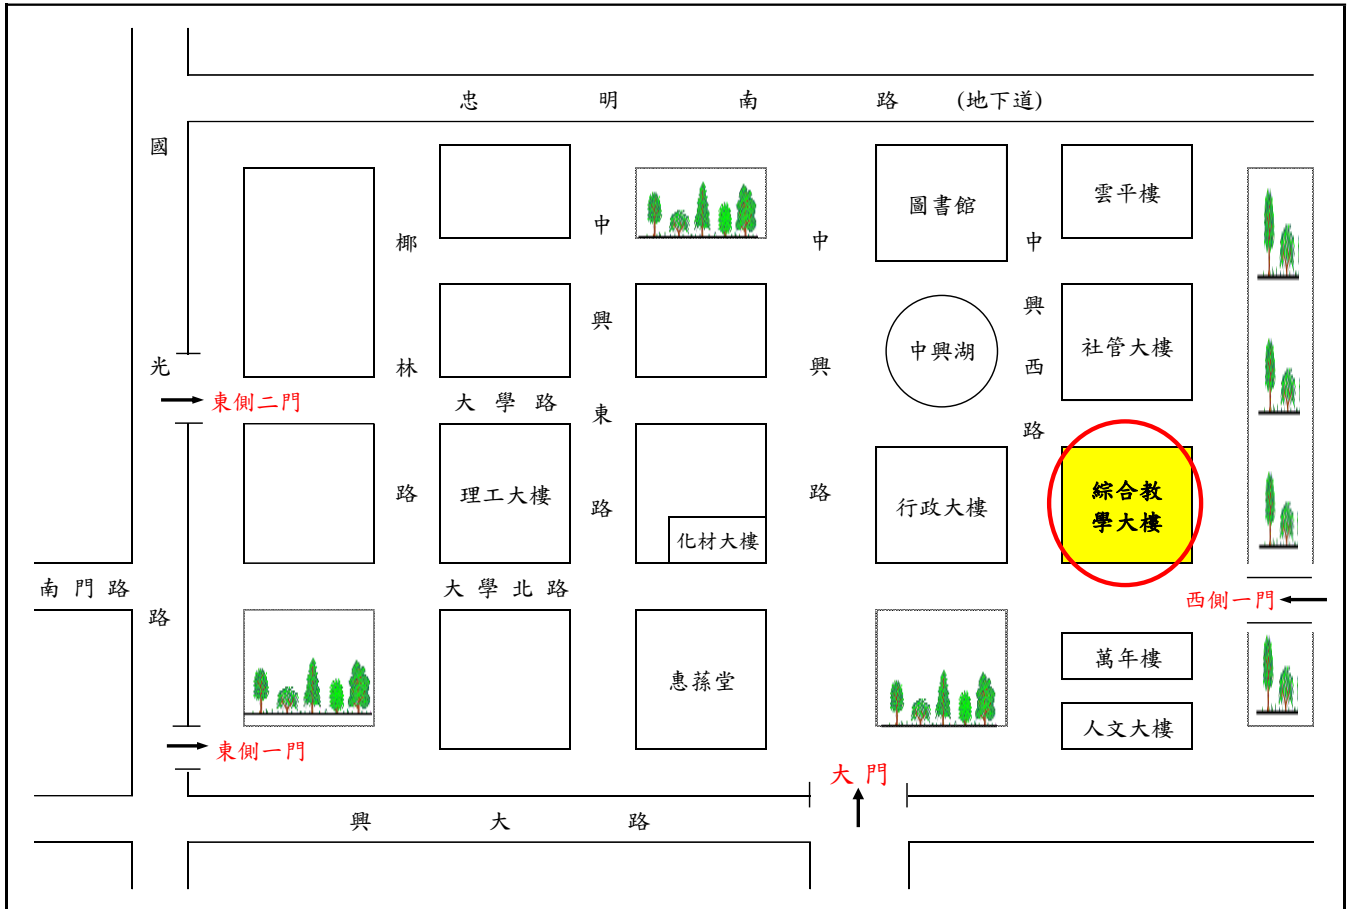 忠明南路 (地下道)
國光路
椰林路
中興東路
中興路
中興西路
圖書館
雲平樓
中興湖
社管大樓
東側二門
大學路
理工大樓
化材大樓
行政大樓
綜合教
學大樓
南門路
大學北路
西側一門
惠蓀堂
萬年樓
人文大樓
東側一門
大門
興大路